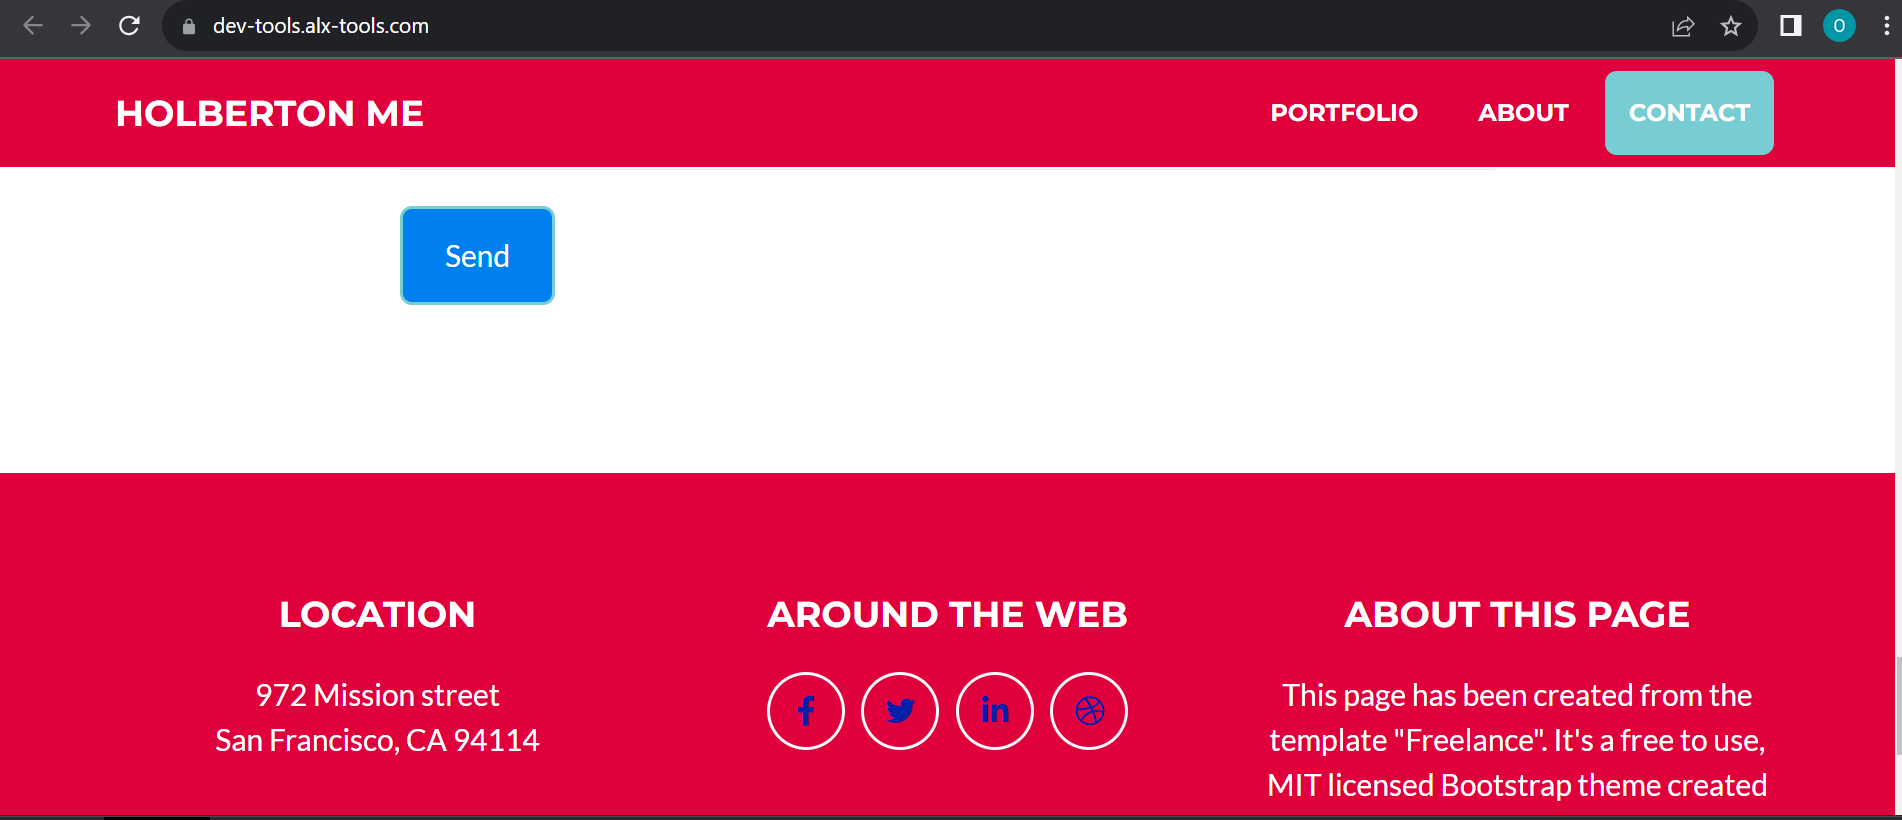 dev-tools.alx-tools.com
O
HOLBERTON ME
PORTFOLIO
ABOUT
CONTACT
Send
LOCATION
972 Mission street
San Francisco, CA 94114
AROUND THE WEB
ABOUT THIS PAGE
This page has been created from the
template "Freelance". It's a free to use,
MIT licensed Bootstrap theme created